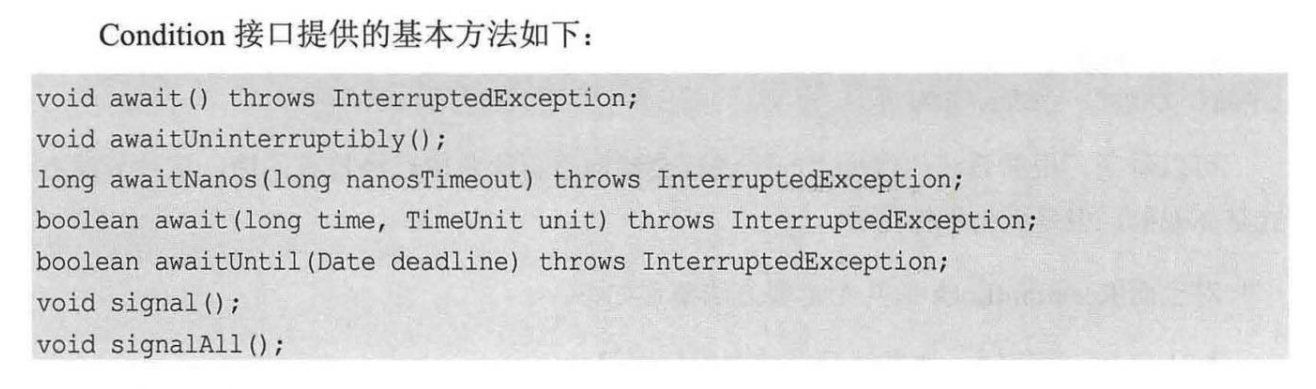 Condition 接口提供的基本方法如下：
void await() throws InterruptedException;
void awaitUninterruptibly();
long awaitNanos(long nanosTimeout) throws InterruptedException;
boolean await(long time, TimeUnit unit) throws InterruptedException;
boolean awaitUntil(Date deadline) throws InterruptedException;
void signal();
void signalAll();